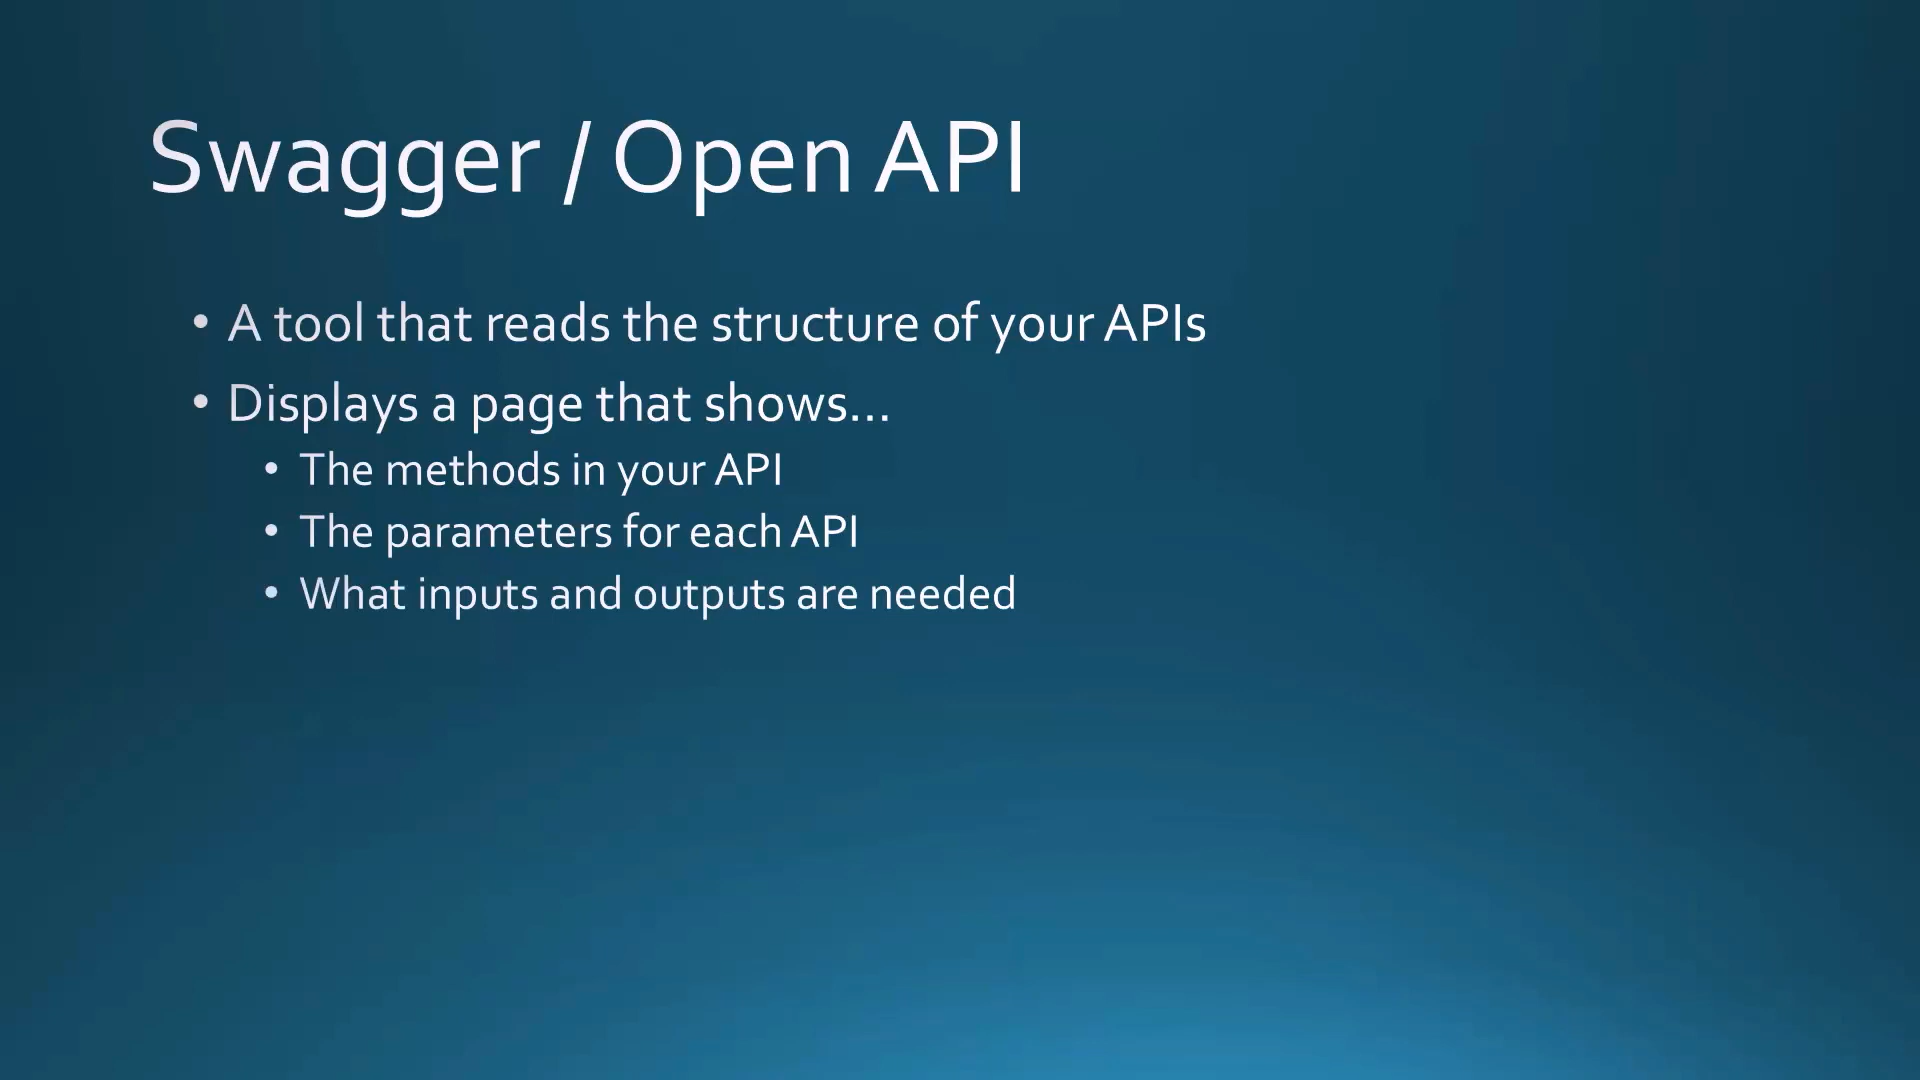 Swagger / Open API
• A tool that reads the structure of your APIs
• Displays a page that shows...
• The methods in your API
• The parameters for each API
• What inputs and outputs are needed